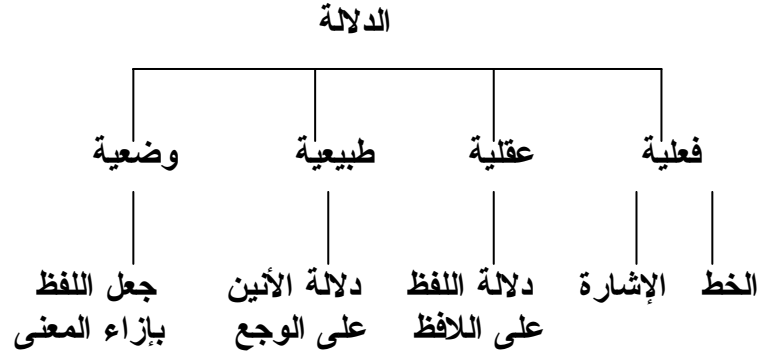 الدلالة
فعلية عقلية طبيعية وضعية
الخط الإشارة دلالة اللفظ دلالة الأنين جعل اللفظ
على اللافظ على الوجع بإزاء المعنى